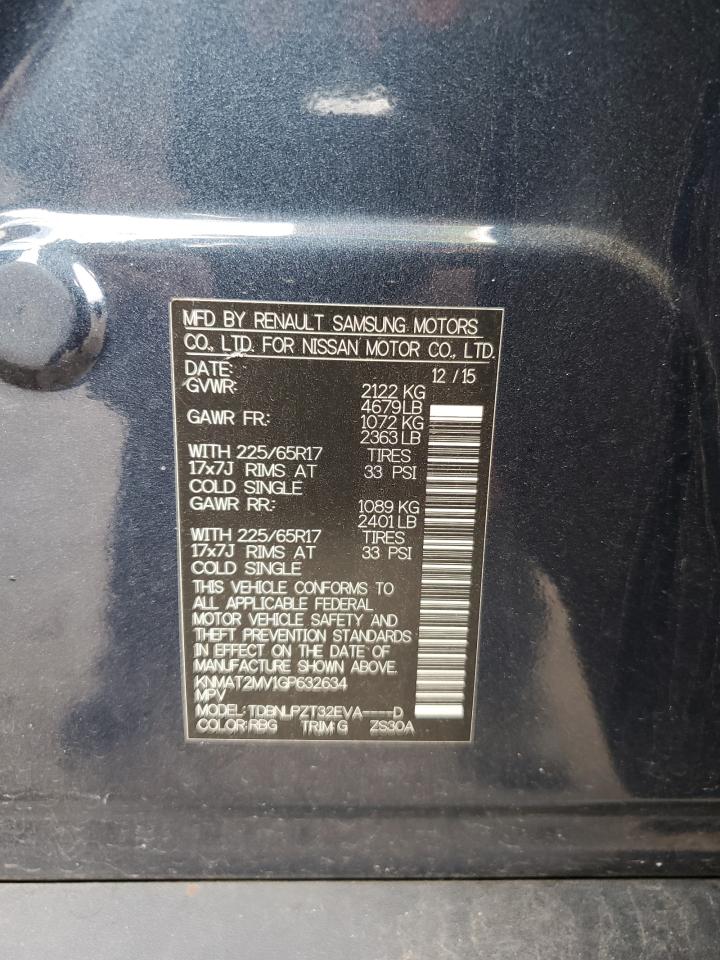 MFD BY RENAULT SAMSUNG MOTORS
CO., LTD. FOR NISSAN MOTOR CO., LTD.
DATE: 12 / 15
GVWR: 2122 KG
4679LB
GAWR FR.: 1072 KG
2363 LB
WITH 225/65R17 TIRES
17x7J RIMS AT 33 PSI
COLD SINGLE
GAWR RR.: 1089 KG
2401 LB
WITH 225/65R17 TIRES
17x7J RIMS AT 33 PSI
COLD SINGLE
THIS VEHICLE CONFORMS TO
ALL APPLICABLE FEDERAL
MOTOR VEHICLE SAFETY AND
THEFT PREVENTION STANDARDS
IN EFFECT ON THE DATE OF
MANUFACTURE SHOWN ABOVE.
KNMAT2MV1GP632634
MPV
MODEL: TDBNLPZT32EVA----D
COLOR: RBG TRIM: G ZS30A